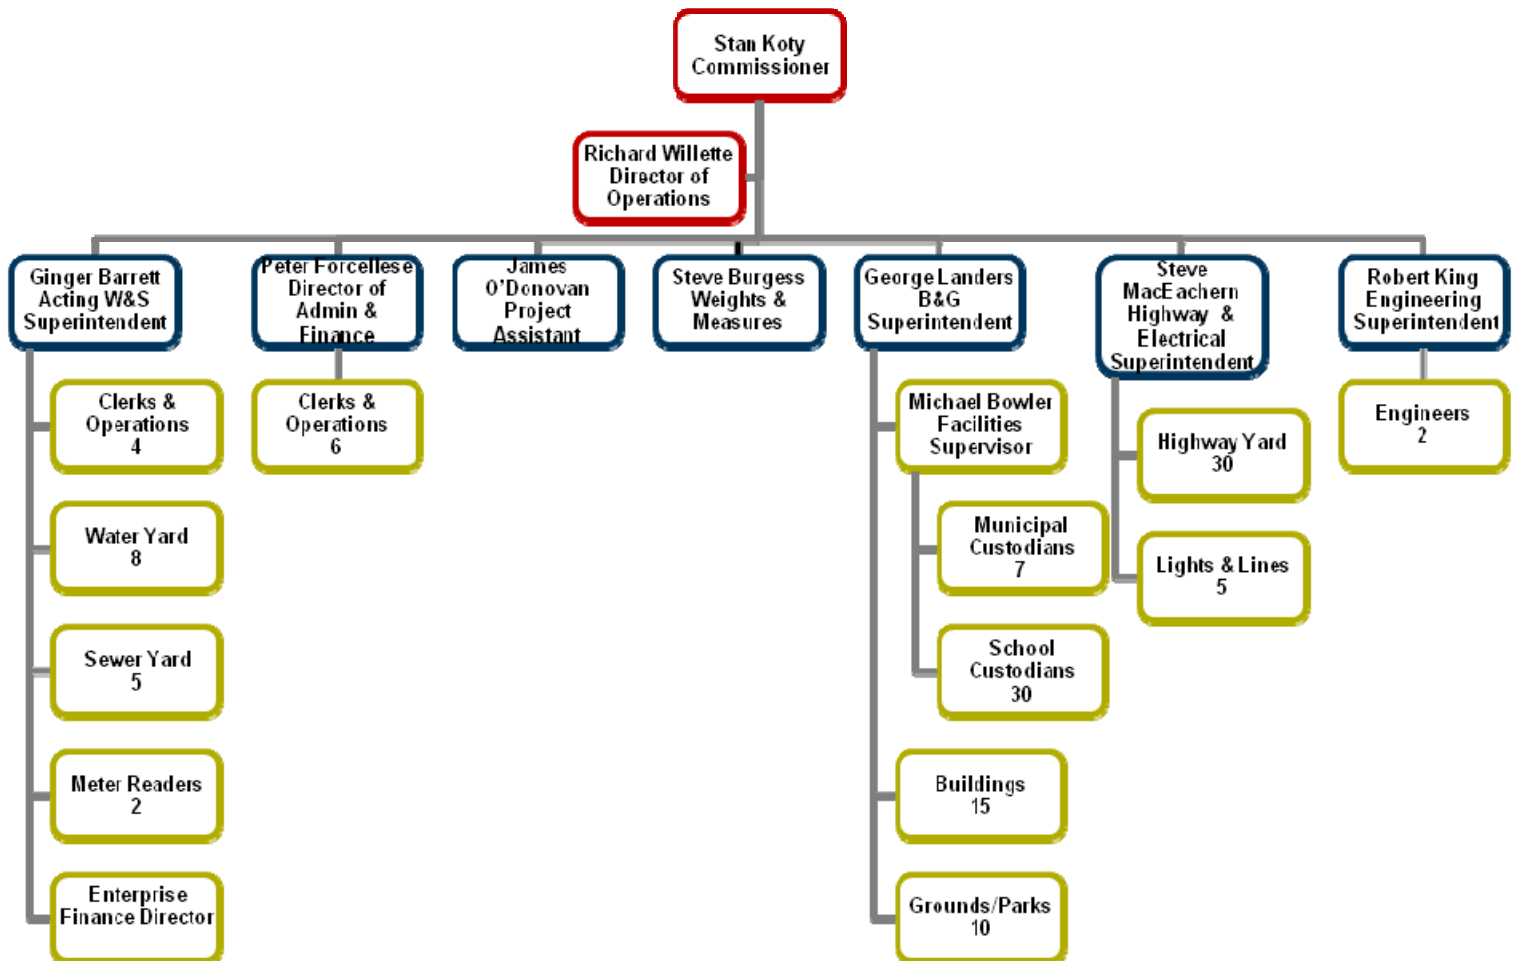 Stan Koty
Commissioner
Richard Willette
Director of
Operations
Ginger Barrett
Acting W&S
Superintendent
Peter Forcellese
Director of
Admin &
Finance
James
O'Donovan
Project
Assistant
Steve Burgess
Weights &
Measures
George Landers
B&G
Superintendent
Steve
MacEachern
Highway &
Electrical
Superintendent
Robert King
Engineering
Superintendent
Clerks &
Operations
4
Water Yard
8
Sewer Yard
5
Meter Readers
2
Enterprise
Finance Director
Clerks &
Operations
6
Michael Bowler
Facilities
Supervisor
Municipal
Custodians
7
School
Custodians
30
Buildings
15
Grounds/Parks
10
Highway Yard
30
Lights & Lines
5
Engineers
2